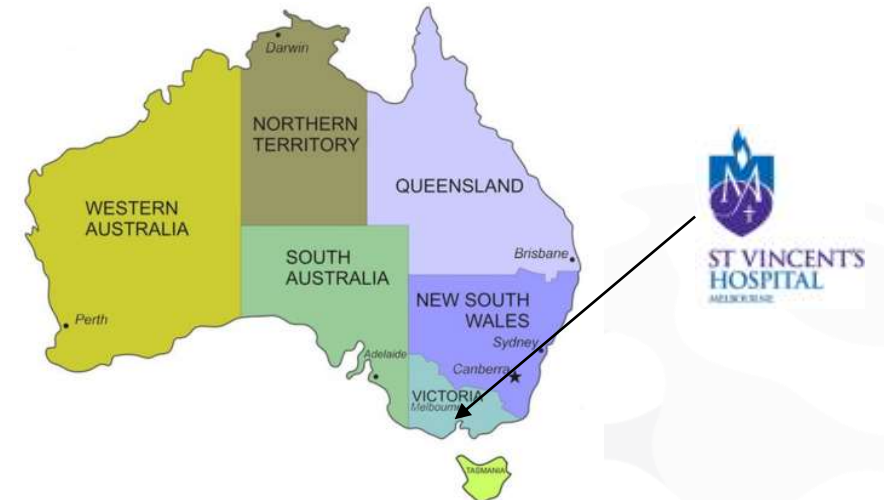 Darwin
NORTHERN
TERRITORY
QUEENSLAND
WESTERN
AUSTRALIA
SOUTH
AUSTRALIA
Brisbane
NEW SOUTH
WALES
Perth
Sydney
Adelaide
Canberra
VICTORIA
Melbourne
TASMANIA
ST VINCENT'S
HOSPITAL
MELBOURNE